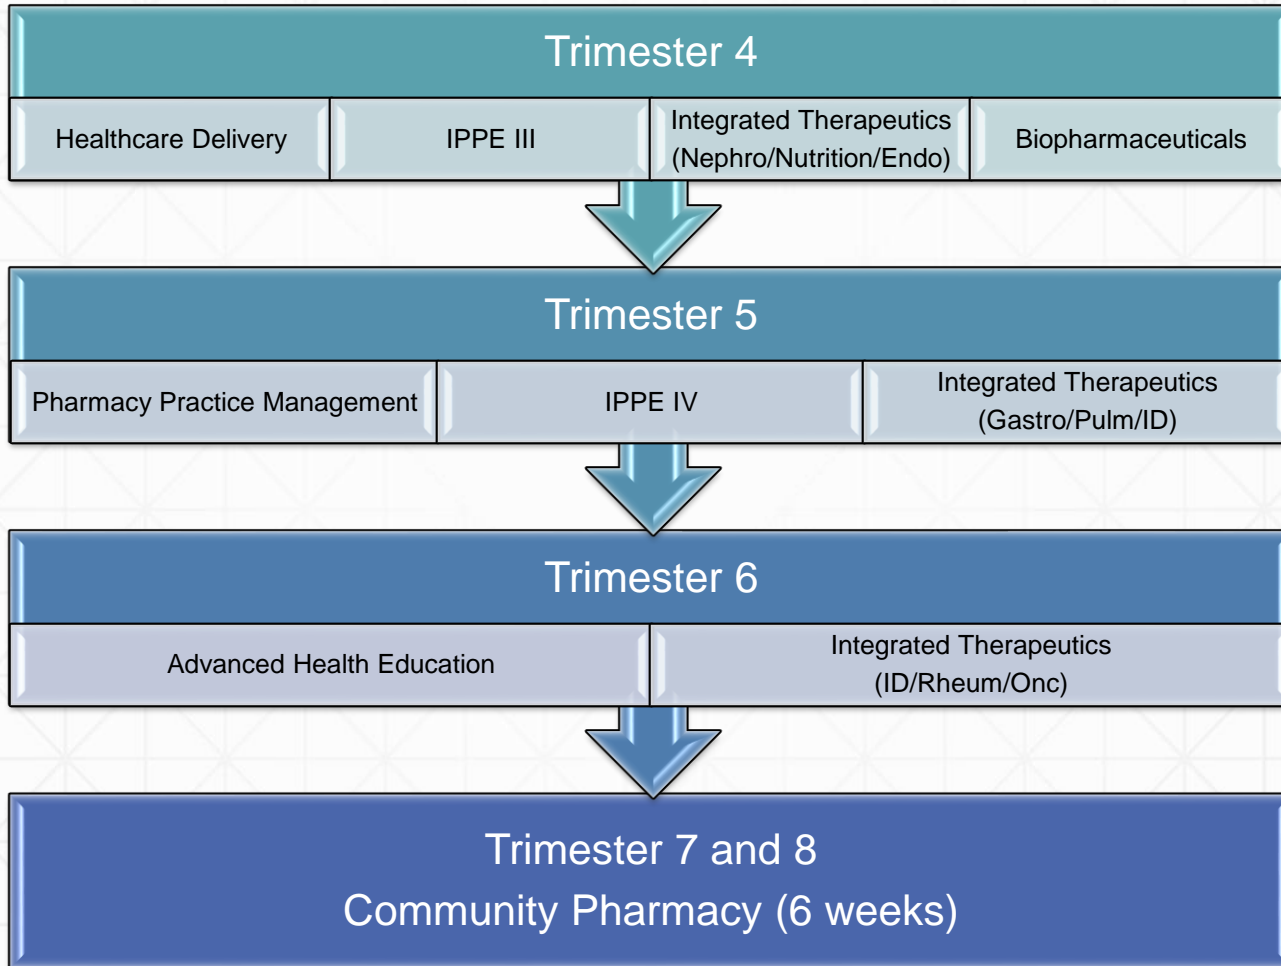 Trimester 4
Healthcare Delivery
IPPE III
Integrated Therapeutics
(Nephro/Nutrition/Endo)
Biopharmaceuticals
Trimester 5
Pharmacy Practice Management
IPPE IV
Integrated Therapeutics
(Gastro/Pulm/ID)
Trimester 6
Advanced Health Education
Integrated Therapeutics
(ID/Rheum/Onc)
Trimester 7 and 8
Community Pharmacy (6 weeks)